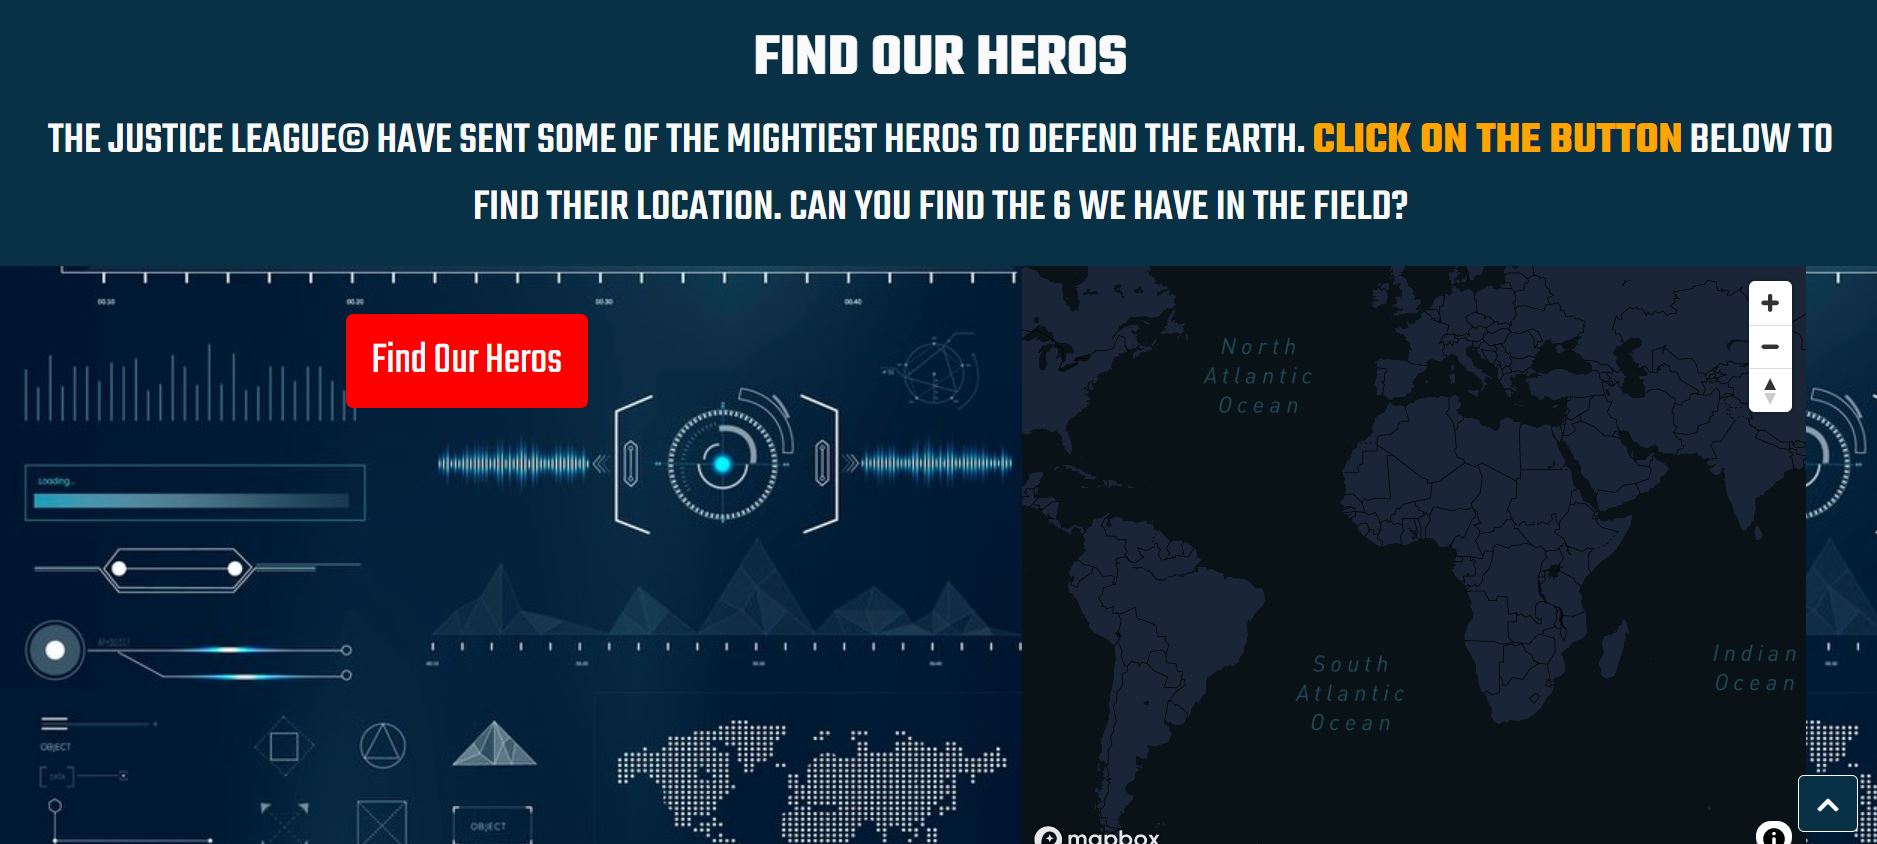 FIND OUR HEROS
THE JUSTICE LEAGUE© HAVE SENT SOME OF THE MIGHTIEST HEROS TO DEFEND THE EARTH. CLICK ON THE BUTTON BELOW TO
FIND THEIR LOCATION. CAN YOU FIND THE 6 WE HAVE IN THE FIELD?
00.10 00.20 00.30 00.40
Find Our Heros
Loading...
OBJECT
OBJECT
North
Atlantic
Ocean
South
Atlantic
Ocean
Indian
Ocean
mapbox